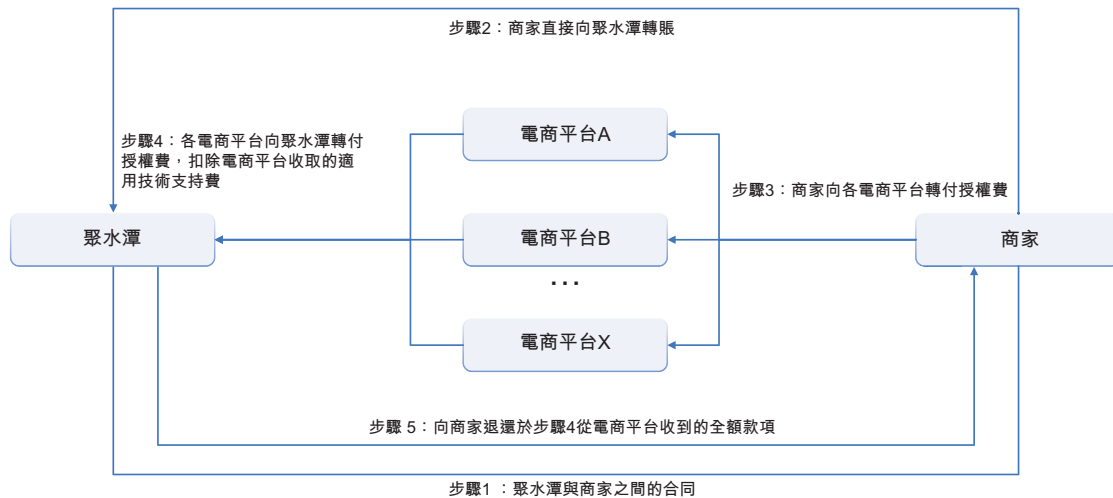 步驟2：商家直接向聚水潭轉賬
電商平台A
步驟4：各電商平台向聚水潭轉付
授權費，扣除電商平台收取的適
用技術支持費
步驟3：商家向各電商平台轉付授權費
聚水潭
電商平台B
商家
...
電商平台X
步驟 5：向商家退還於步驟4從電商平台收到的全額款項
步驟1 ：聚水潭與商家之間的合同